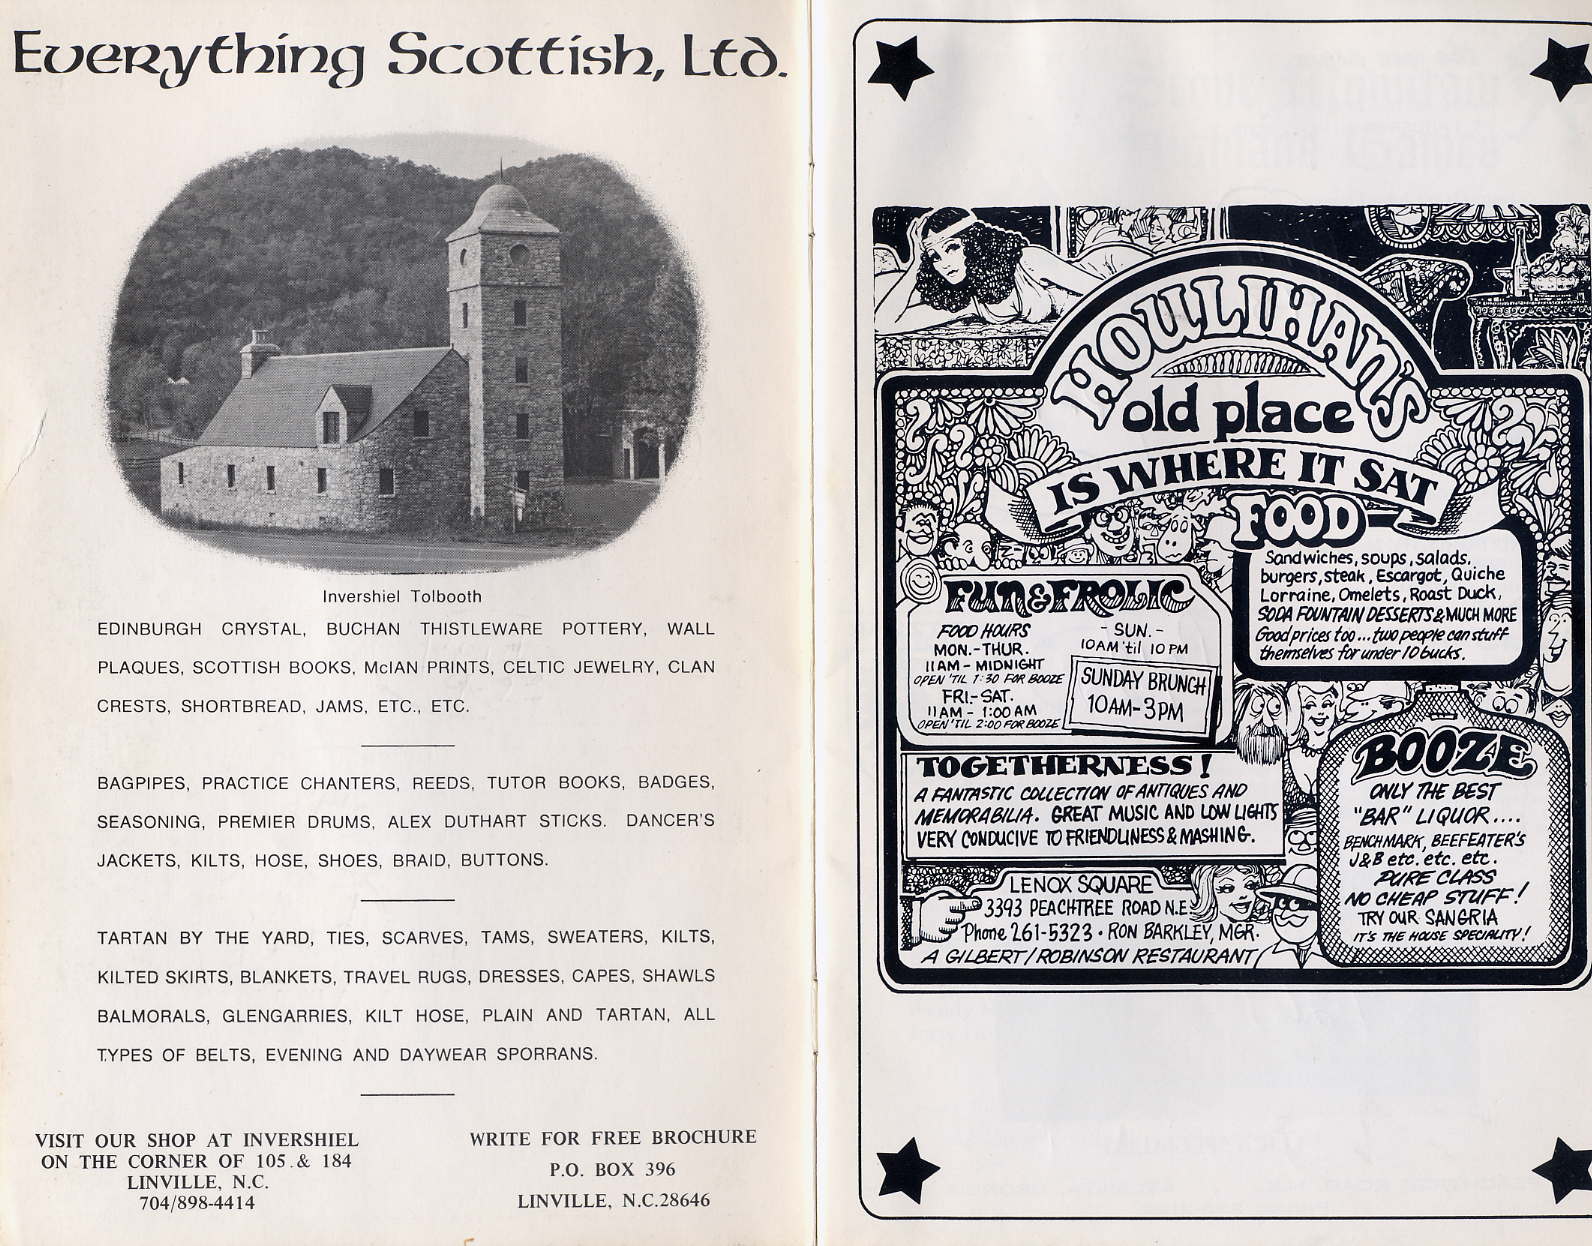 Everything Scottish, Ltd.
Invershiel Tolbooth
EDINBURGH CRYSTAL, BUCHAN THISTLEWARE POTTERY, WALL
PLAQUES, SCOTTISH BOOKS, McIAN PRINTS, CELTIC JEWELRY, CLAN
CRESTS, SHORTBREAD, JAMS, ETC., ETC.
BAGPIPES, PRACTICE CHANTERS, REEDS, TUTOR BOOKS, BADGES,
SEASONING, PREMIER DRUMS, ALEX DUTHART STICKS. DANCER'S
JACKETS, KILTS, HOSE, SHOES, BRAID, BUTTONS.
TARTAN BY THE YARD, TIES, SCARVES, TAMS, SWEATERS, KILTS,
KILTED SKIRTS, BLANKETS, TRAVEL RUGS, DRESSES, CAPES, SHAWLS
BALMORALS, GLENGARRIES, KILT HOSE, PLAIN AND TARTAN, ALL
TYPES OF BELTS, EVENING AND DAYWEAR SPORRANS.
VISIT OUR SHOP AT INVERSHIEL
ON THE CORNER OF 105 & 184
LINVILLE, N.C.
704/898-4414
WRITE FOR FREE BROCHURE
P.O. BOX 396
LINVILLE, N.C.28646
HOULIHAN'S
old place
IS WHERE IT SAT
FOOD
Sandwiches, soups, salads,
burgers, steak, Escargot, Quiche
Lorraine, Omelets, Roast Duck,
SODA FOUNTAIN DESSERTS & MUCH MORE
Good prices too... two people can stuff
themselves for under 10 bucks.
FUN & FROLIC
FOOD HOURS
MON.-THUR.
11AM - MIDNIGHT
OPEN 'TIL 1:30 FOR BOOZE
FRI.-SAT.
11AM - 1:00AM
OPEN 'TIL 2:00 FOR BOOZE
- SUN. -
10AM 'til 10PM
SUNDAY BRUNCH
10AM-3PM
TOGETHERNESS!
A FANTASTIC COLLECTION OF ANTIQUES AND
MEMORABILIA. GREAT MUSIC AND LOW LIGHTS
VERY CONDUCIVE TO FRIENDLINESS & MASHING.
BOOZE
ONLY THE BEST
"BAR" LIQUOR....
BENCHMARK, BEEFEATER'S
J&B etc. etc. etc.
PURE CLASS
NO CHEAP STUFF!
TRY OUR SANGRIA
IT'S THE HOUSE SPECIALITY!
LENOX SQUARE
3393 PEACHTREE ROAD N.E.
Phone 261-5323 • RON BARKLEY, MGR.
A GILBERT/ROBINSON RESTAURANT